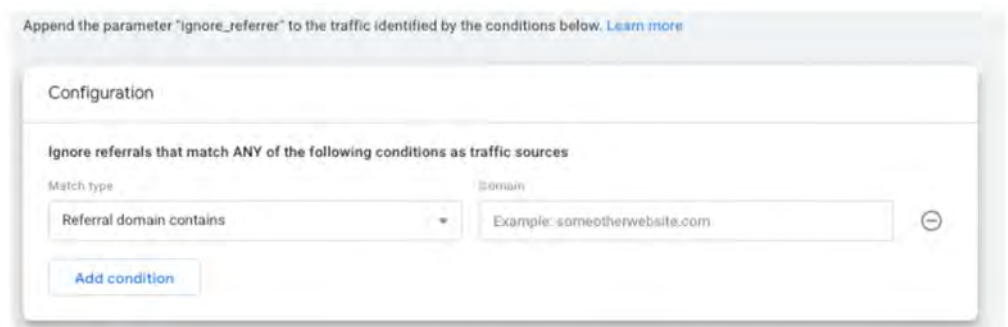 Append the parameter "ignore_referrer" to the traffic identified by the conditions below. Learn more
Configuration
Ignore referrals that match ANY of the following conditions as traffic sources
Match type
Domain
Referral domain contains
Example: someotherwebsite.com
Add condition